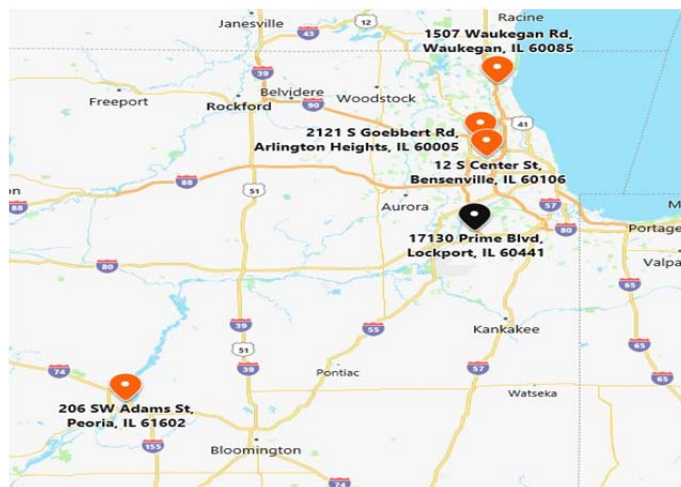 Janesville
Racine
12
43
1507 Waukegan Rd,
Waukegan, IL 60085
39
Belvidere
Woodstock
Freeport
Rockford
90
41
2121 S Goebbert Rd,
Arlington Heights, IL 60005
12 S Center St,
Bensenville, IL 60106
88
51
on
88
Aurora
57
M
80
Portage
17130 Prime Blvd,
Lockport, IL 60441
Valpa
80
65
39
55
Kankakee
51
74
39
57
65
Pontiac
Watseka
206 SW Adams St,
Peoria, IL 61602
155
Bloomington
74
65